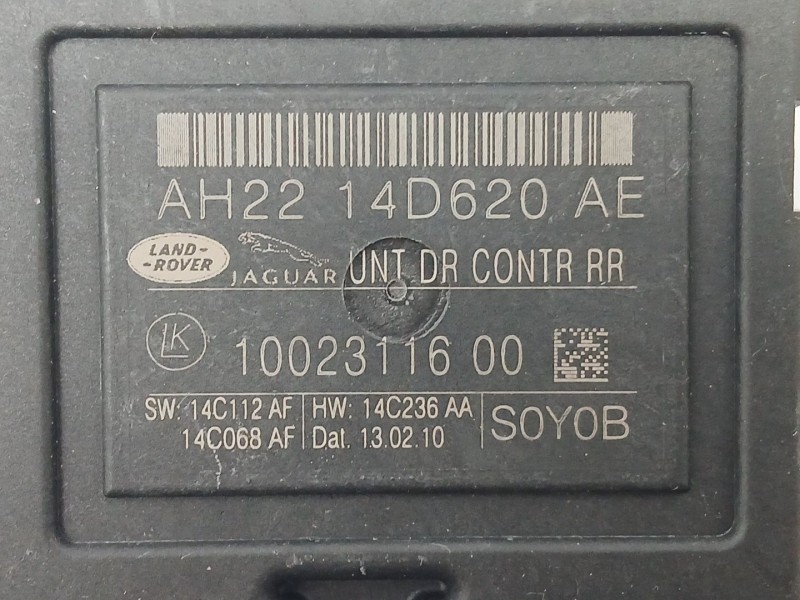 AH22 14D620 AE
LAND-
-ROVER
JAGUAR
UNT DR CONTR RR
LK
10023116 00
SW: 14C112 AF
14C068 AF
HW: 14C236 AA
Dat. 13.02.10
S0Y0B